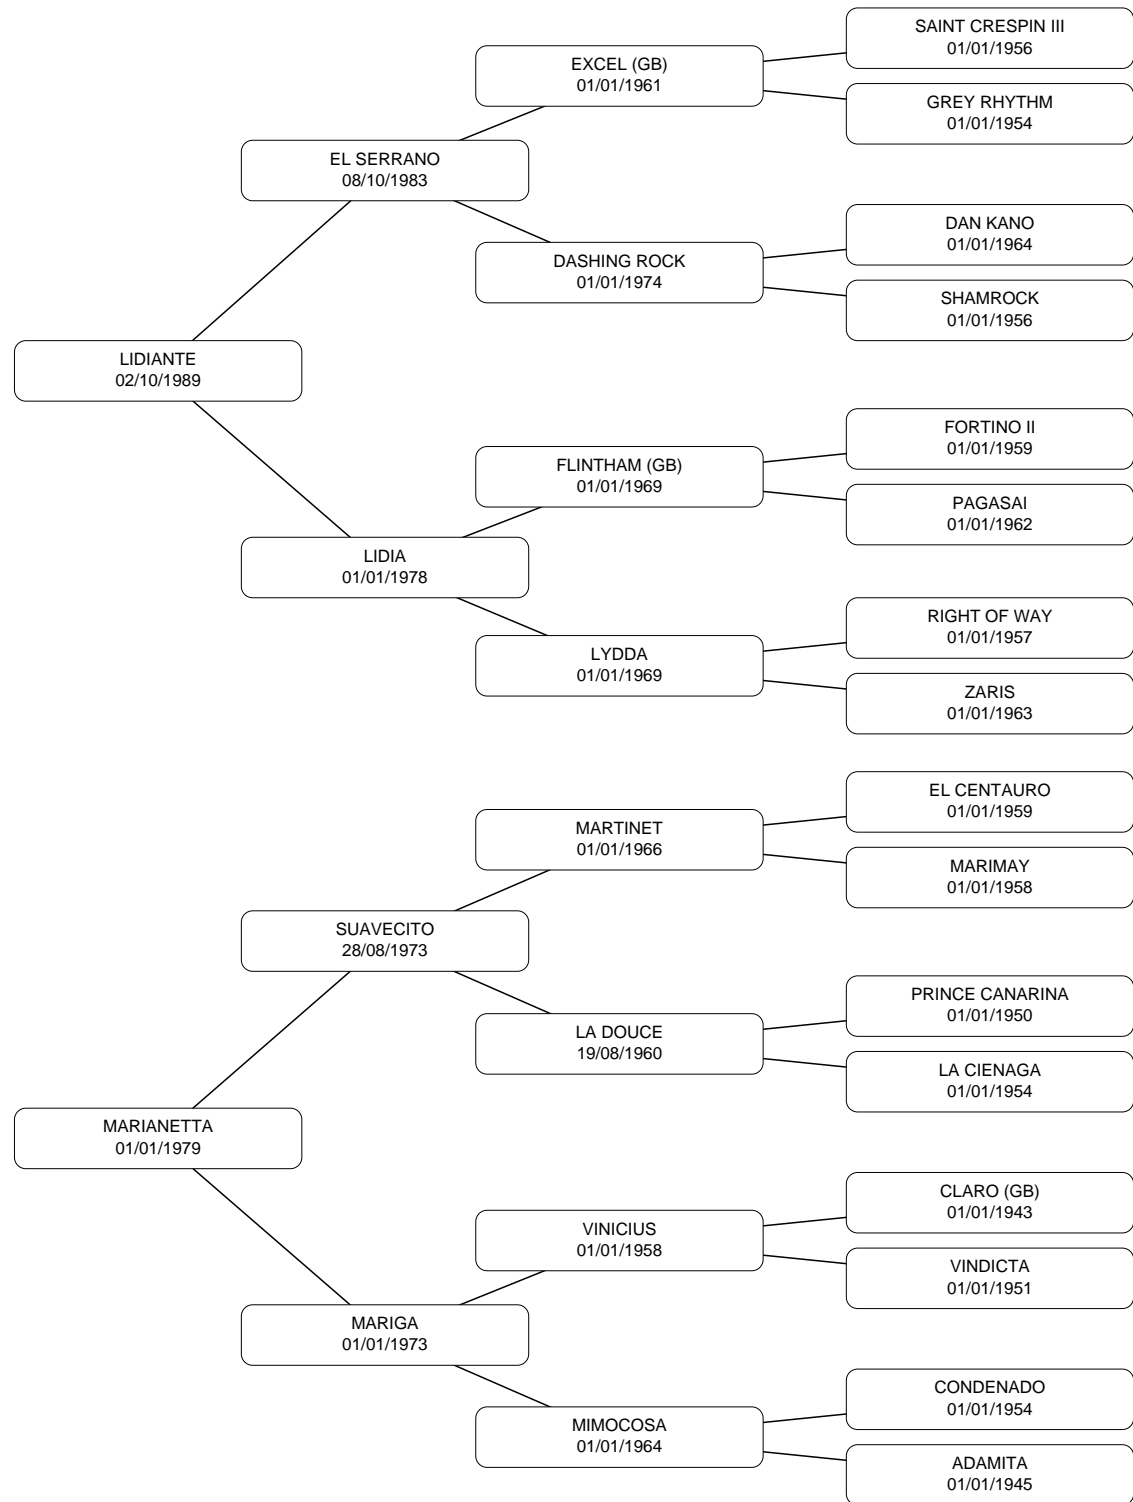 SAINT CRESPIN III
01/01/1956
EXCEL (GB)
01/01/1961
GREY RHYTHM
01/01/1954
EL SERRANO
08/10/1983
DAN KANO
01/01/1964
DASHING ROCK
01/01/1974
SHAMROCK
01/01/1956
LIDIANTE
02/10/1989
FORTINO II
01/01/1959
FLINTHAM (GB)
01/01/1969
PAGASAI
01/01/1962
LIDIA
01/01/1978
RIGHT OF WAY
01/01/1957
LYDDA
01/01/1969
ZARIS
01/01/1963
EL CENTAURO
01/01/1959
MARTINET
01/01/1966
MARIMAY
01/01/1958
SUAVECITO
28/08/1973
PRINCE CANARINA
01/01/1950
LA DOUCE
19/08/1960
LA CIENAGA
01/01/1954
MARIANETTA
01/01/1979
CLARO (GB)
01/01/1943
VINICIUS
01/01/1958
VINDICTA
01/01/1951
MARIGA
01/01/1973
CONDENADO
01/01/1954
MIMOCOSA
01/01/1964
ADAMITA
01/01/1945